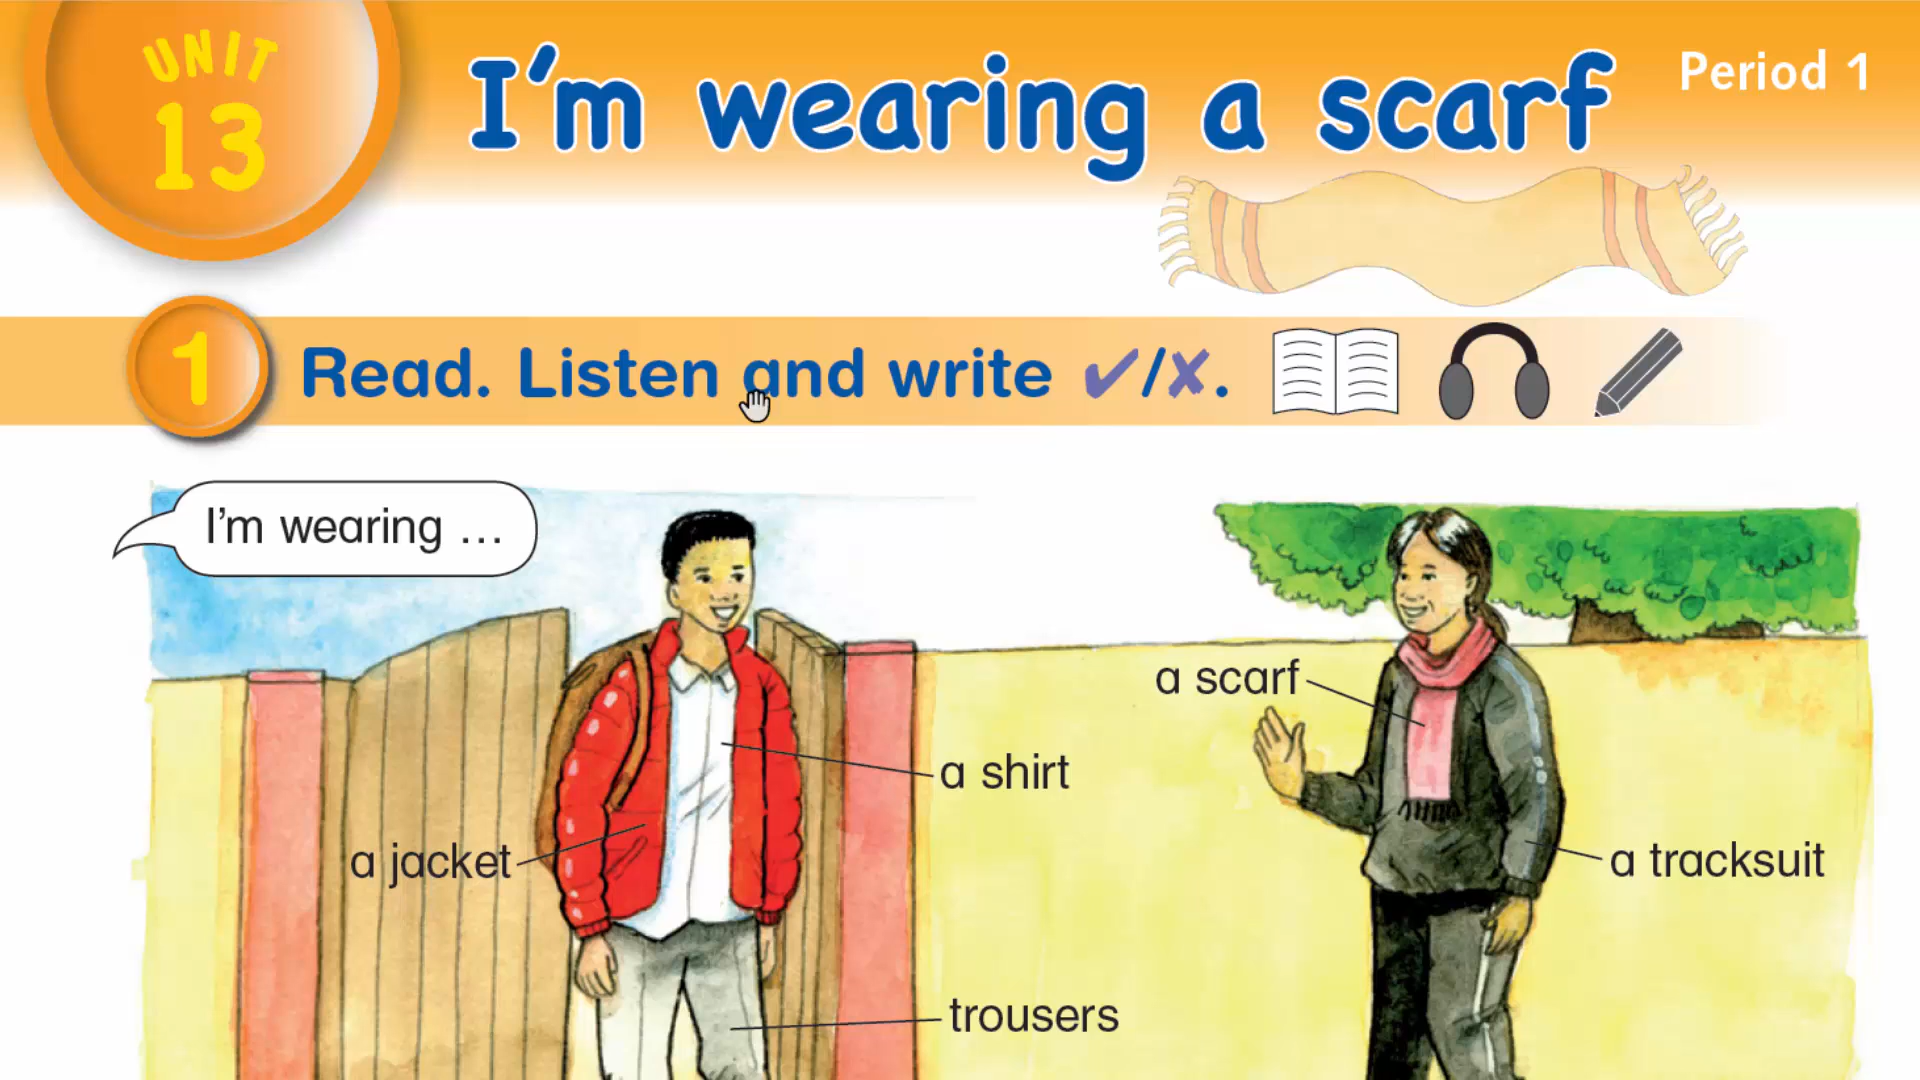 UNIT
13
I'm wearing a scarf
Period 1
1
Read. Listen and write ✔/✘.
I'm wearing ...
a scarf
a shirt
a jacket
a tracksuit
trousers